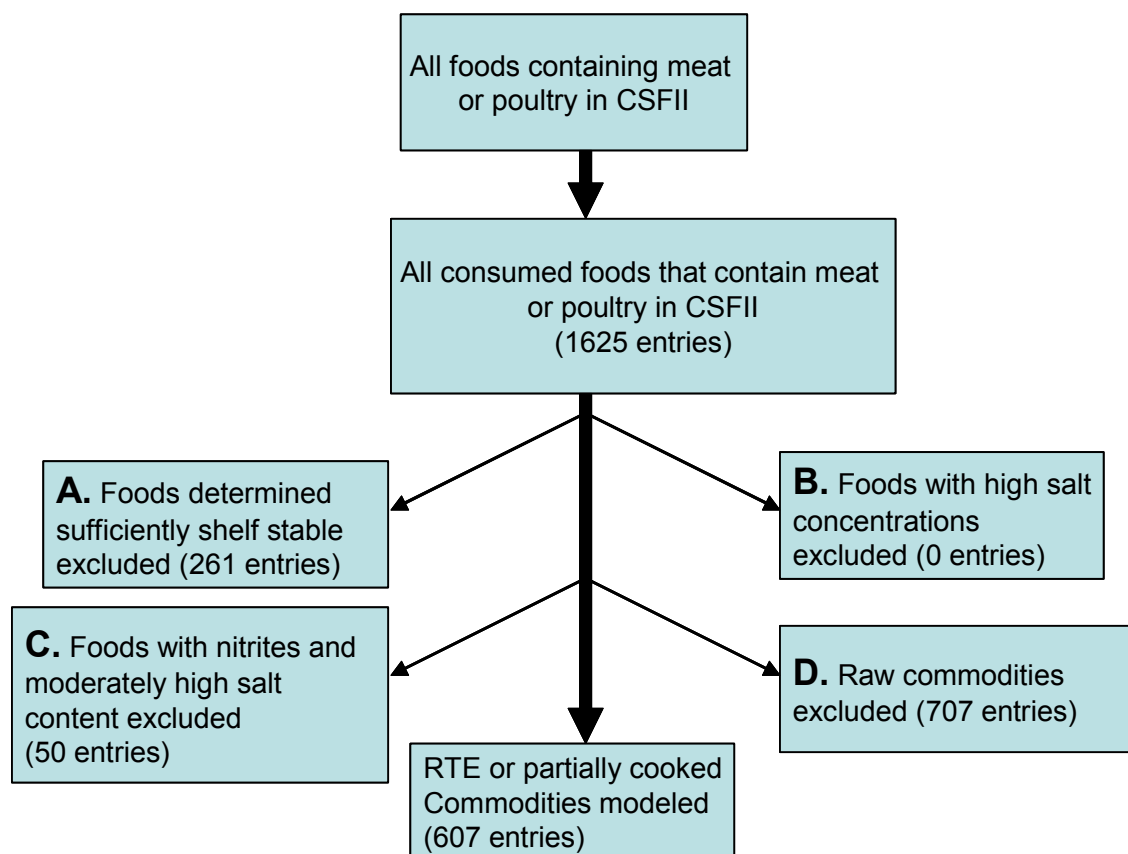 All foods containing meat
or poultry in CSFII
All consumed foods that contain meat
or poultry in CSFII
(1625 entries)
A. Foods determined
sufficiently shelf stable
excluded (261 entries)
B. Foods with high salt
concentrations
excluded (0 entries)
C. Foods with nitrites and
moderately high salt
content excluded
(50 entries)
D. Raw commodities
excluded (707 entries)
RTE or partially cooked
Commodities modeled
(607 entries)